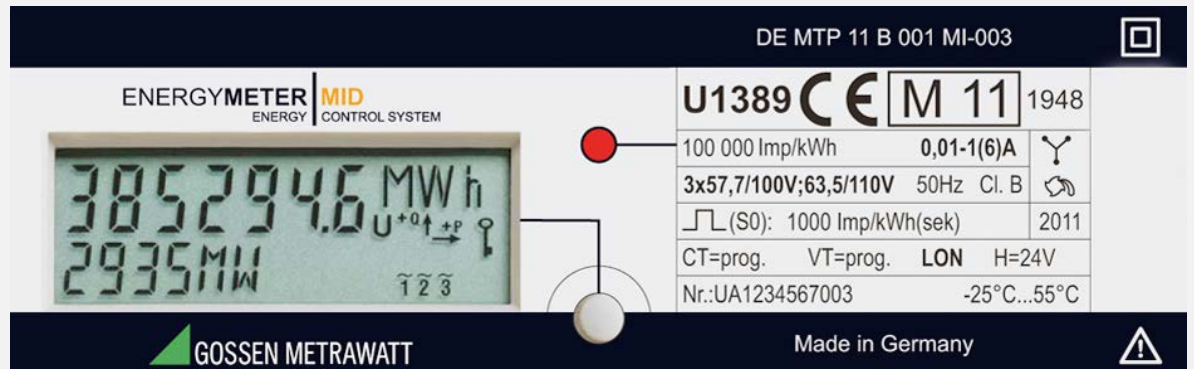 DE MTP 11 B 001 MI-003
ENERGYMETER MID
ENERGY CONTROL SYSTEM
385294.6 MWh
U +Q +P
2935MW
1 2 3
U1389 CE M 11 1948
100 000 Imp/kWh 0,01-1(6)A
3x57,7/100V;63,5/110V 50Hz Cl. B
(S0): 1000 Imp/kWh(sek) 2011
CT=prog. VT=prog. LON H=24V
Nr.:UA1234567003 -25°C...55°C
GOSSEN METRAWATT
Made in Germany